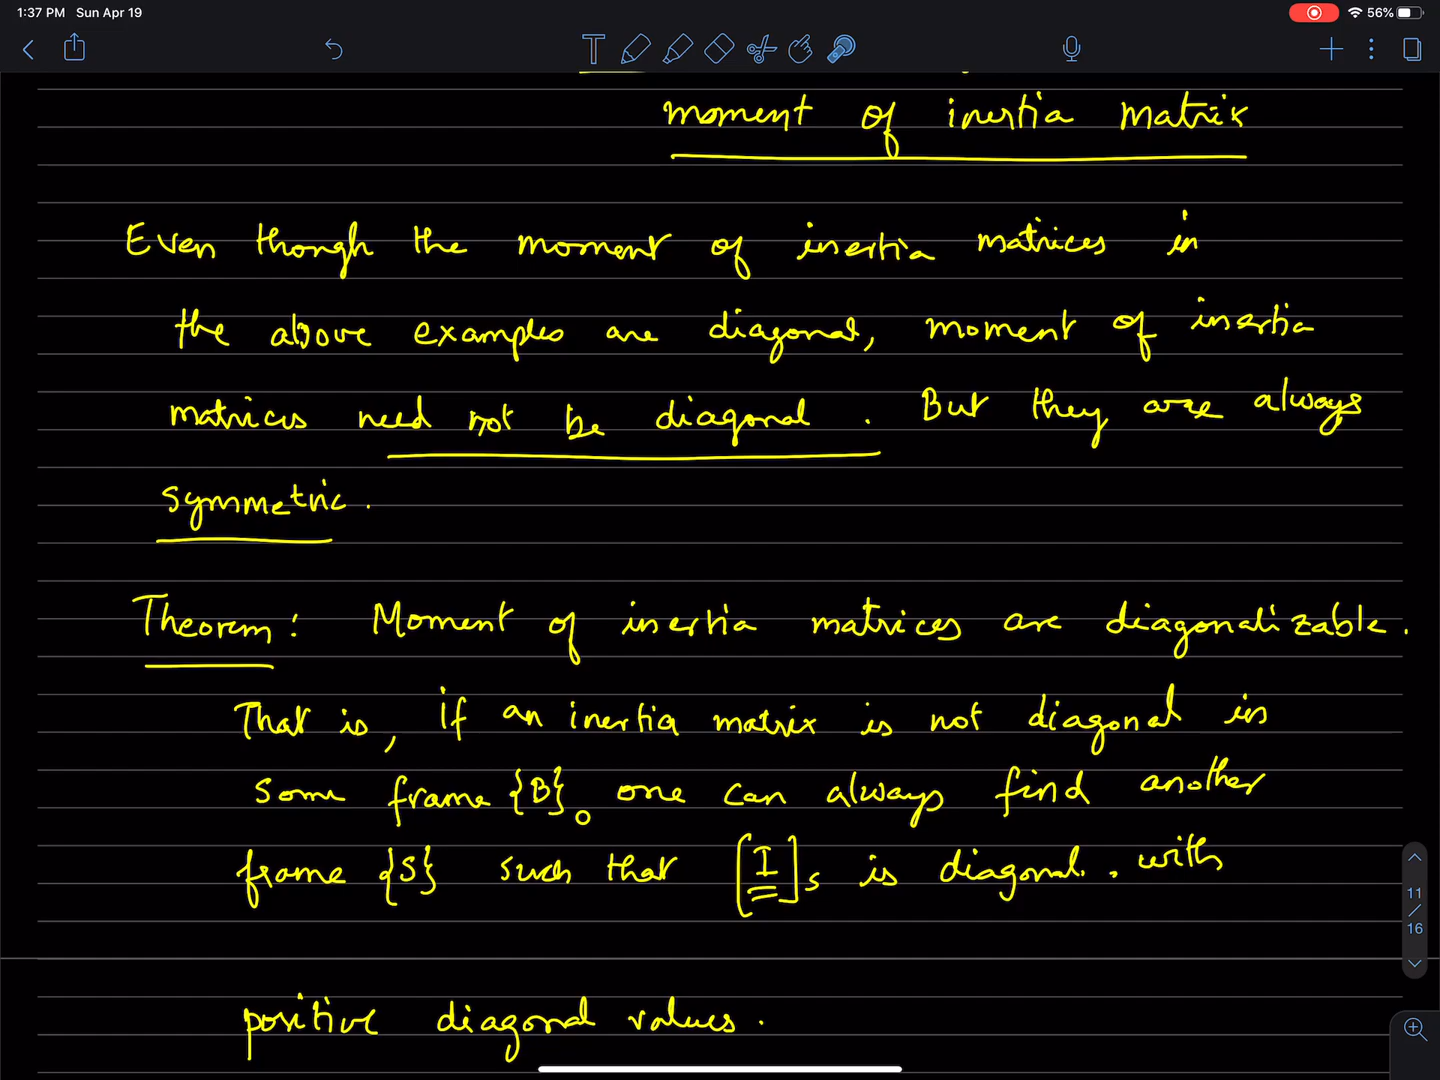 1:37 PM Sun Apr 19
56%
T
moment of inertia matrix
Even though the moment of inertia matrices in
the above examples are diagonal, moment of inertia
matrices need not be diagonal. But they are always
symmetric.
Theorem: Moment of inertia matrices are diagonalizable.
That is, if an inertia matrix is not diagonal in
some frame {B}. one can always find another
frame {S} such that [I]s is diagonal. with
11
/
16
positive diagonal values.